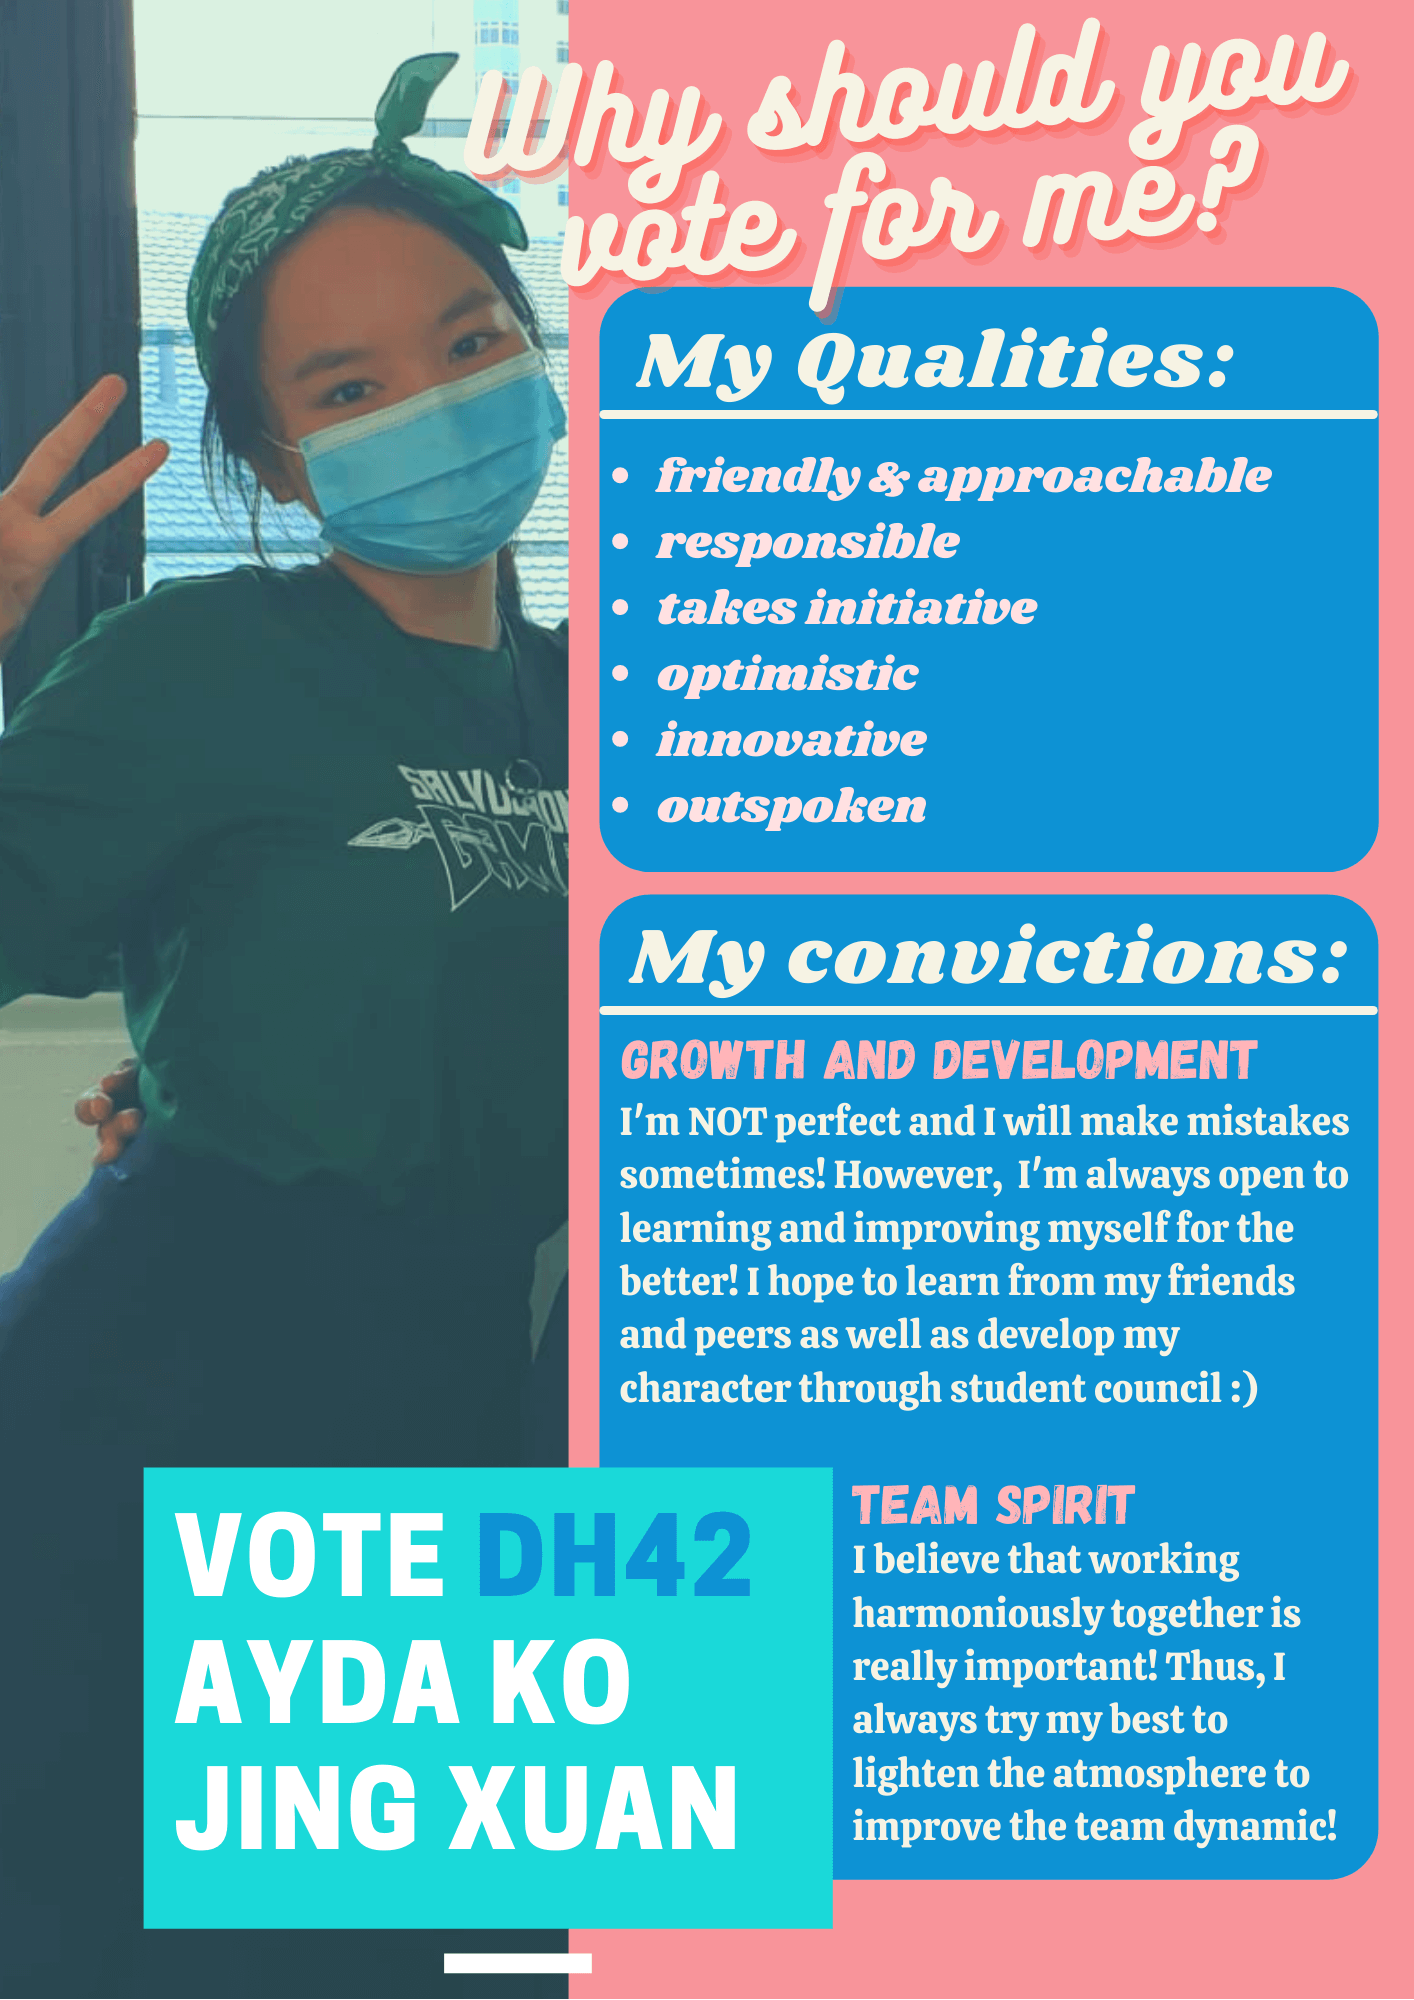 Why should you
vote for me?
My Qualities:
friendly & approachable
responsible
takes initiative
optimistic
innovative
outspoken
My convictions:
GROWTH AND DEVELOPMENT
I'm NOT perfect and I will make mistakes
sometimes! However, I'm always open to
learning and improving myself for the
better! I hope to learn from my friends
and peers as well as develop my
character through student council :)
TEAM SPIRIT
I believe that working
harmoniously together is
really important! Thus, I
always try my best to
lighten the atmosphere to
improve the team dynamic!
VOTE DH42
AYDA KO
JING XUAN